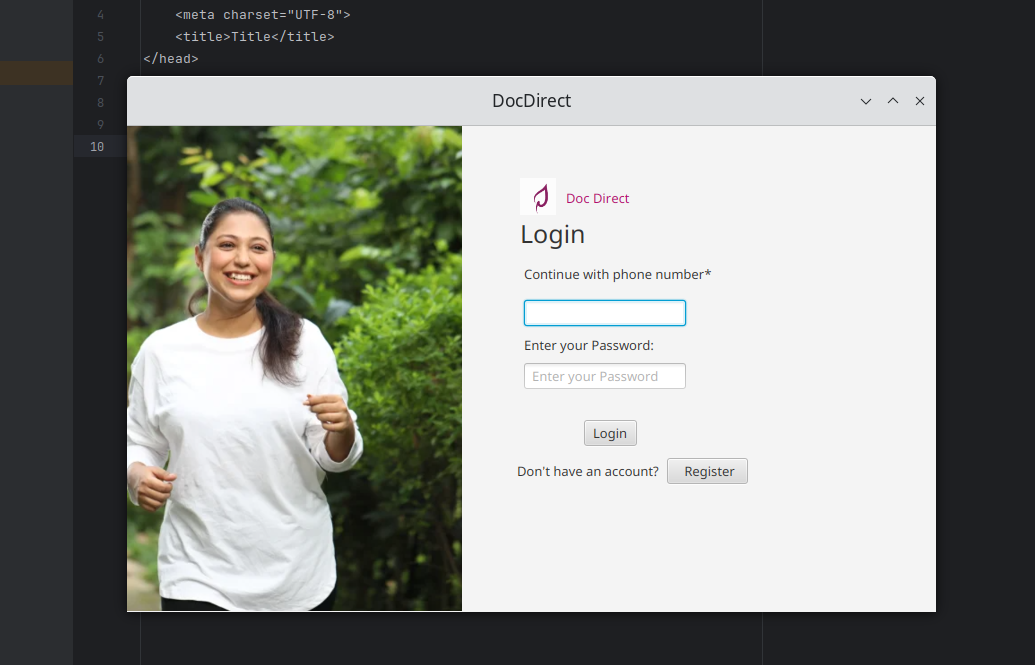 4 <meta charset="UTF-8">
5 <title>Title</title>
6 </head>
7
8
9
10
DocDirect
Doc Direct
Login
Continue with phone number*
Enter your Password:
Enter your Password
Login
Don't have an account? Register